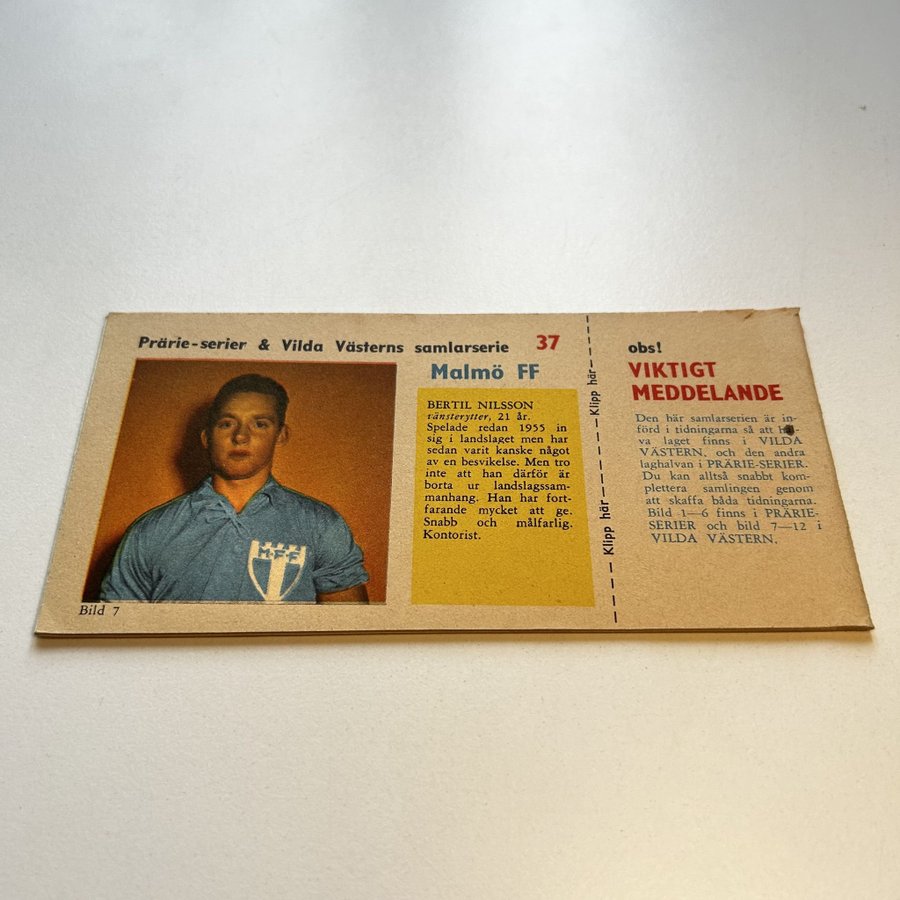 Prärie-serier & Vilda Västerns samlarserie 37
Malmö FF
BERTIL NILSSON
vänsterytter, 21 år.
Spelade redan 1955 in
sig i landslaget men har
sedan varit kanske något
av en besvikelse. Men tro
inte att han därför är
borta ur landslagssam-
manhang. Han har fort-
farande mycket att ge.
Snabb och målfarlig.
Kontorist.
M.F.F
Bild 7
Klipp här
Klipp här
obs!
VIKTIGT
MEDDELANDE
Den här samlarserien är in-
förd i tidningarna så att hal-
va laget finns i VILDA
VÄSTERN, och den andra
laghalvan i PRÄRIE-SERIER.
Du kan alltså snabbt kom-
plettera samlingen genom
att skaffa båda tidningarna.
Bild 1—6 finns i PRÄRIE-
SERIER och bild 7—12 i
VILDA VÄSTERN.